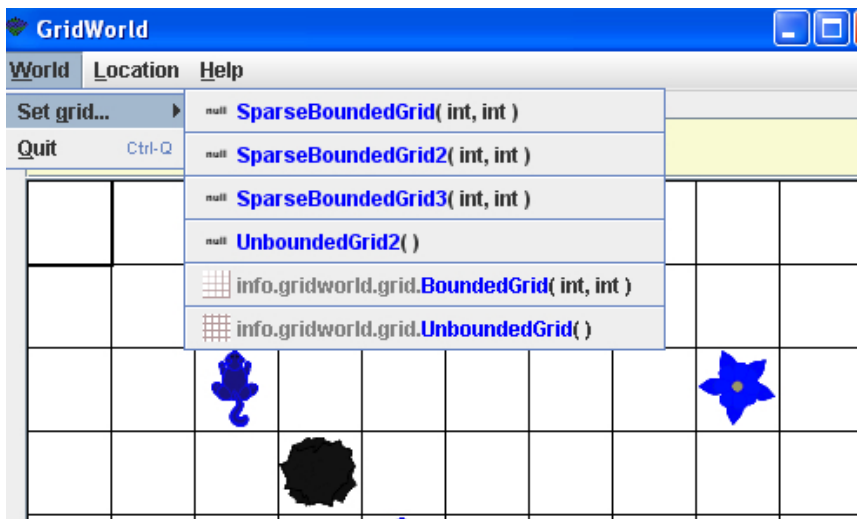 GridWorld
World Location Help
Set grid...
Quit Ctrl-Q
null SparseBoundedGrid( int, int )
null SparseBoundedGrid2( int, int )
null SparseBoundedGrid3( int, int )
null UnboundedGrid2( )
info.gridworld.grid.BoundedGrid( int, int )
info.gridworld.grid.UnboundedGrid( )